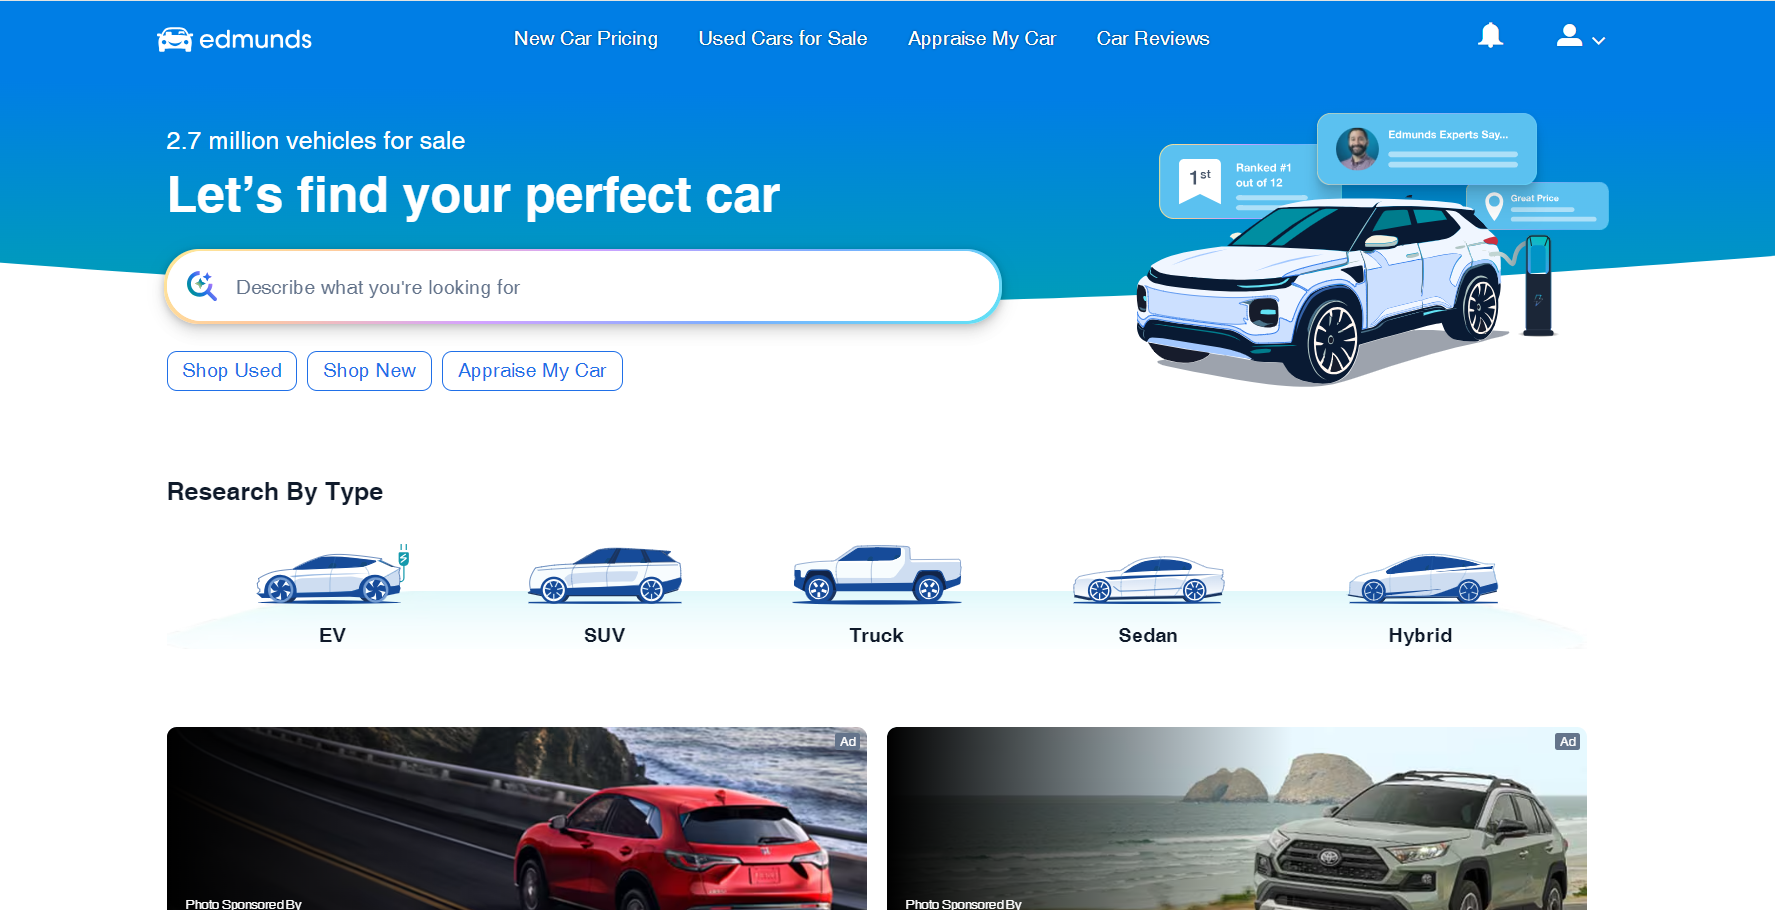 edmunds
New Car Pricing
Used Cars for Sale
Appraise My Car
Car Reviews
2.7 million vehicles for sale
Let’s find your perfect car
Describe what you're looking for
Shop Used
Shop New
Appraise My Car
1st
Ranked #1
out of 12
Edmunds Experts Say...
Great Price
Research By Type
EV
SUV
Truck
Sedan
Hybrid
Ad
Photo Sponsored By
Ad
Photo Sponsored By